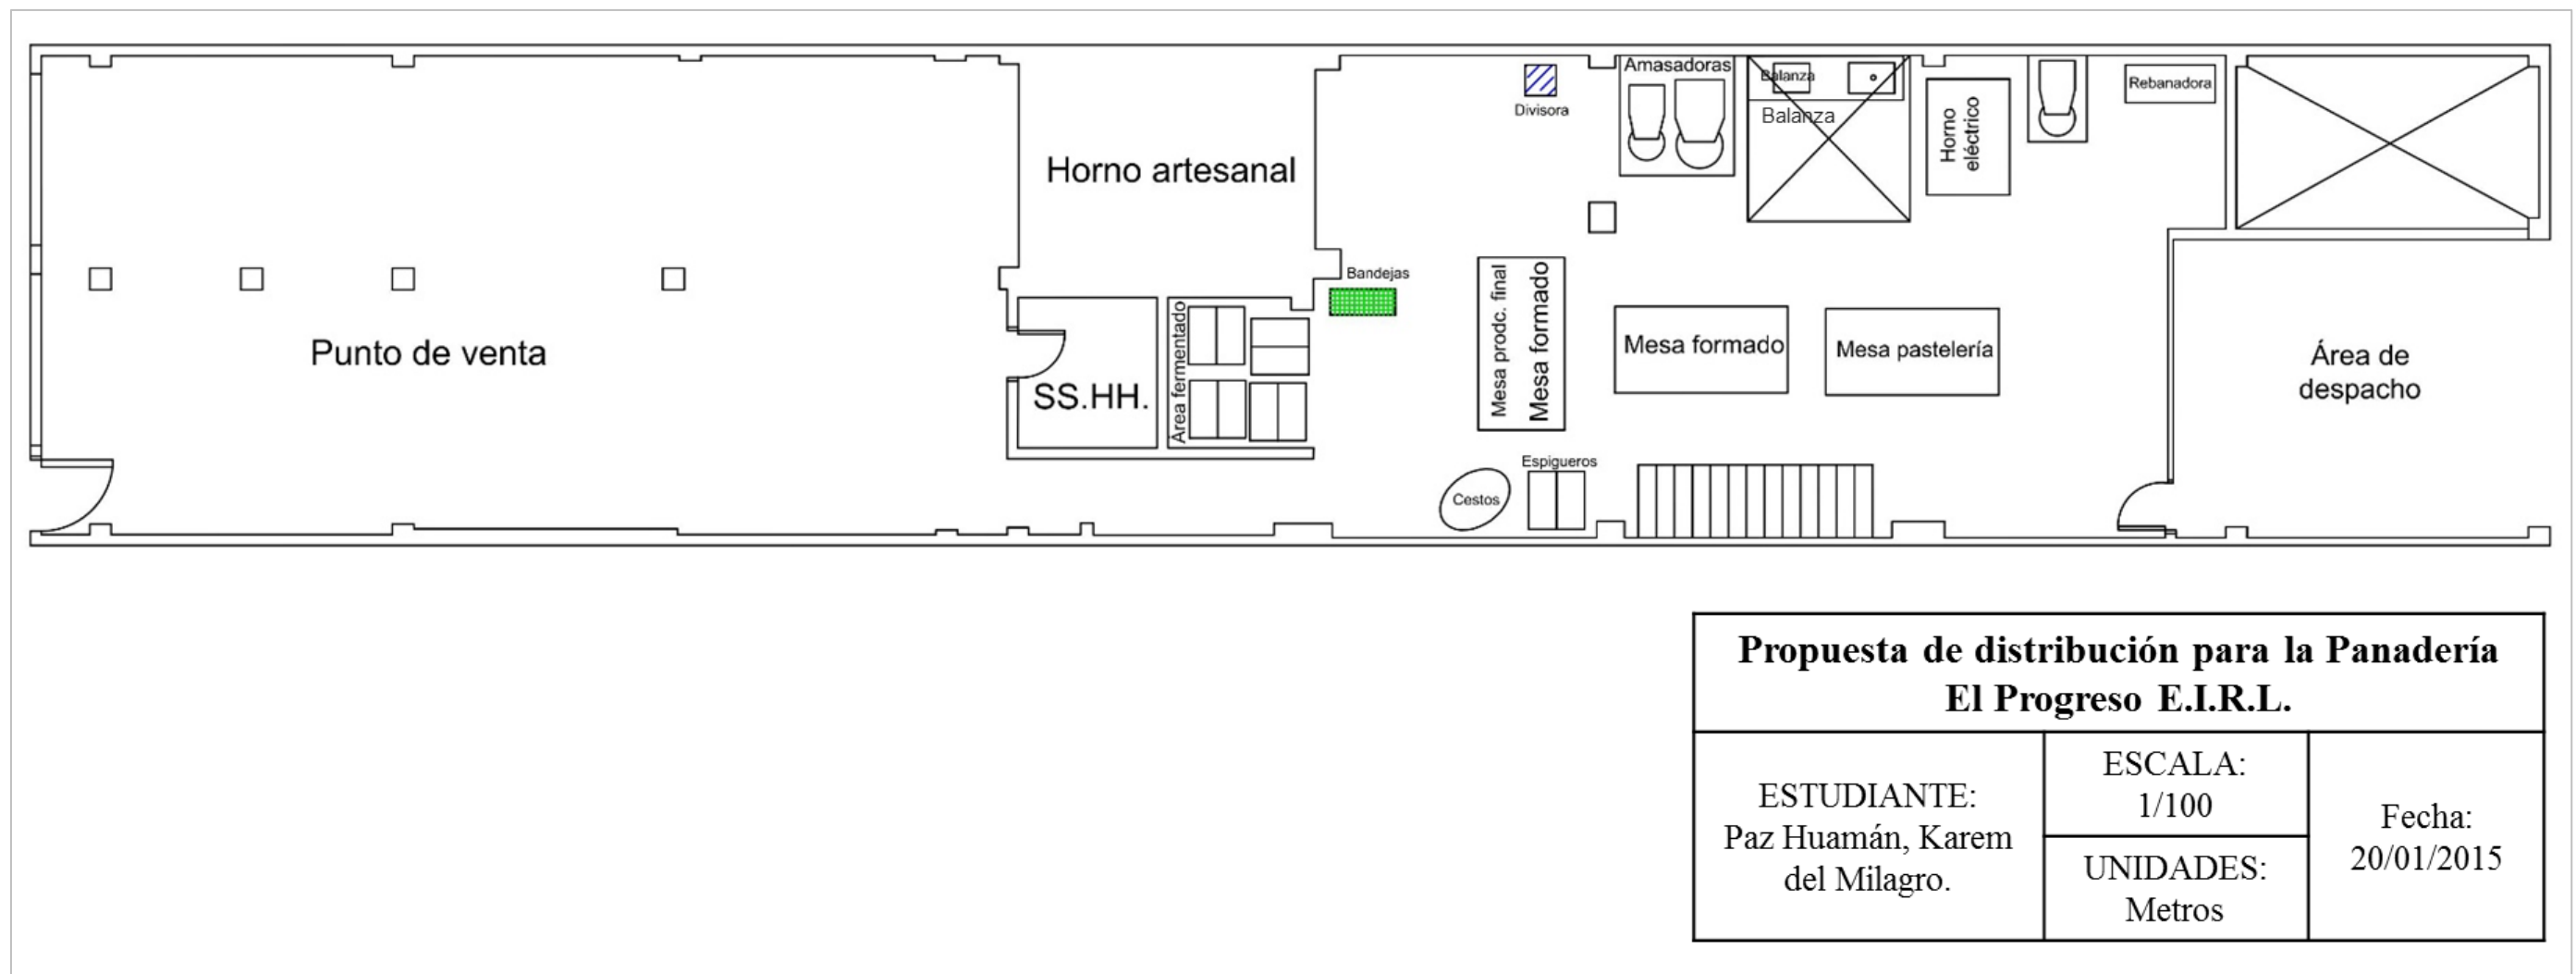 Punto de venta
Horno artesanal
SS.HH.
Área fermentado
Bandejas
Divisora
Amasadoras
Balanza
Balanza
Horno
eléctrico
Rebanadora
Mesa prodc. final
Mesa formado
Mesa formado
Mesa pastelería
Cestos
Espigueros
Área de
despacho
Propuesta de distribución para la Panadería
El Progreso E.I.R.L.
ESTUDIANTE:
Paz Huamán, Karem
del Milagro.
ESCALA:
1/100
UNIDADES:
Metros
Fecha:
20/01/2015